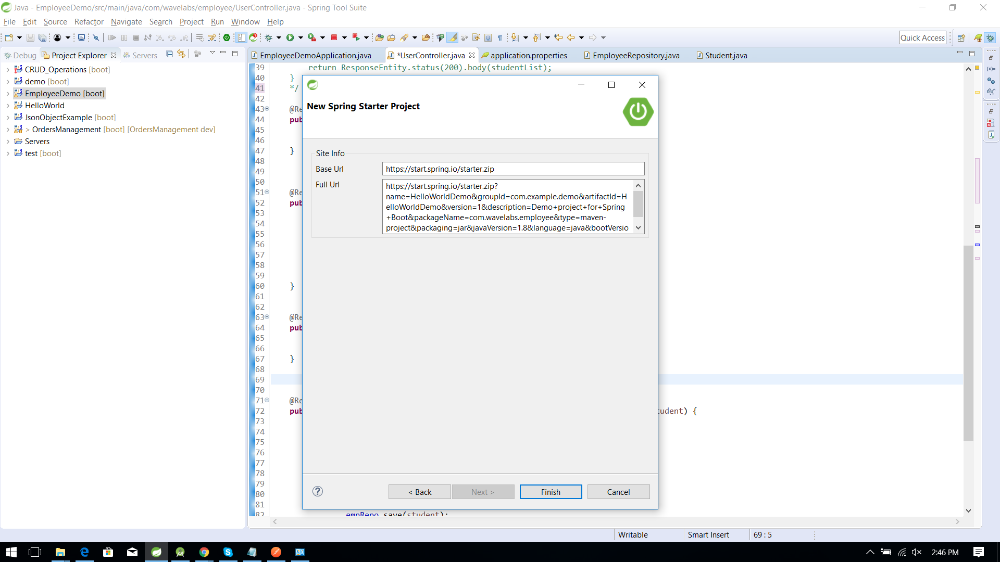 Java - EmployeeDemo/src/main/java/com/wavelabs/employee/UserController.java - Spring Tool Suite
File Edit Source Refactor Navigate Search Project Run Window Help
Quick Access
Debug Project Explorer Servers
EmployeeDemoApplication.java *UserController.java application.properties EmployeeRepository.java Student.java
CRUD_Operations [boot]
demo [boot]
EmployeeDemo [boot]
HelloWorld
JsonObjectExample [boot]
> OrdersManagement [boot] [OrdersManagement dev]
Servers
test [boot]
39 return ResponseEntity.status(200).body(studentList);
40 }
41 */
42
43 @Re
44 pub
45
46
47 }
48
49
50
51 @Re
52 pub
53
54
55
56
57
58
59
60 }
61
62
63 @Re
64 pub
65
66
67 }
68
69
70
71 @Re
72 pub tudent) {
73
74
75
76
77
78
79
80
81
82 empRepo.save(student);
New Spring Starter Project
Site Info
Base Url https://start.spring.io/starter.zip
Full Url https://start.spring.io/starter.zip?
name=HelloWorldDemo&groupId=com.example.demo&artifactId=H
elloWorldDemo&version=1&description=Demo+project+for+Spring
+Boot&packageName=com.wavelabs.employee&type=maven-
project&packaging=jar&javaVersion=1.8&language=java&bootVersio
< Back Next > Finish Cancel
Writable Smart Insert 69 : 5
2:46 PM